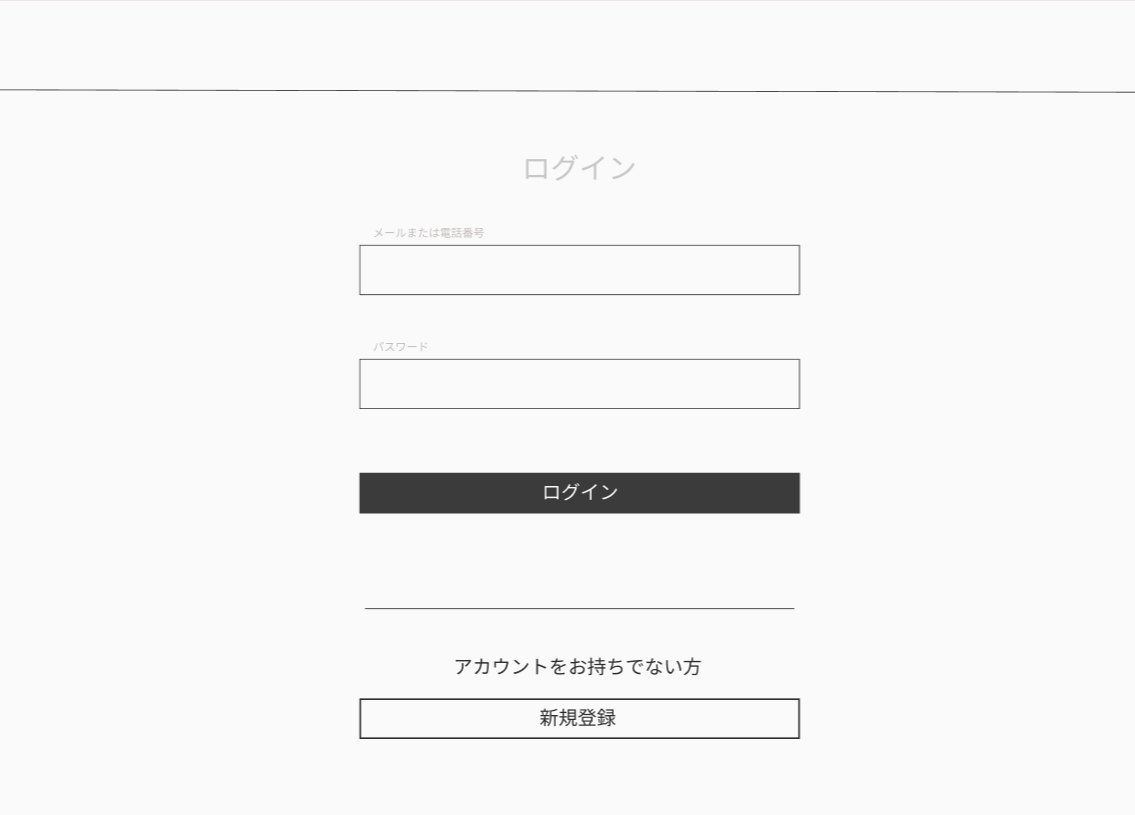 ログイン
メールまたは電話番号
パスワード
ログイン
アカウントをお持ちでない方
新規登録